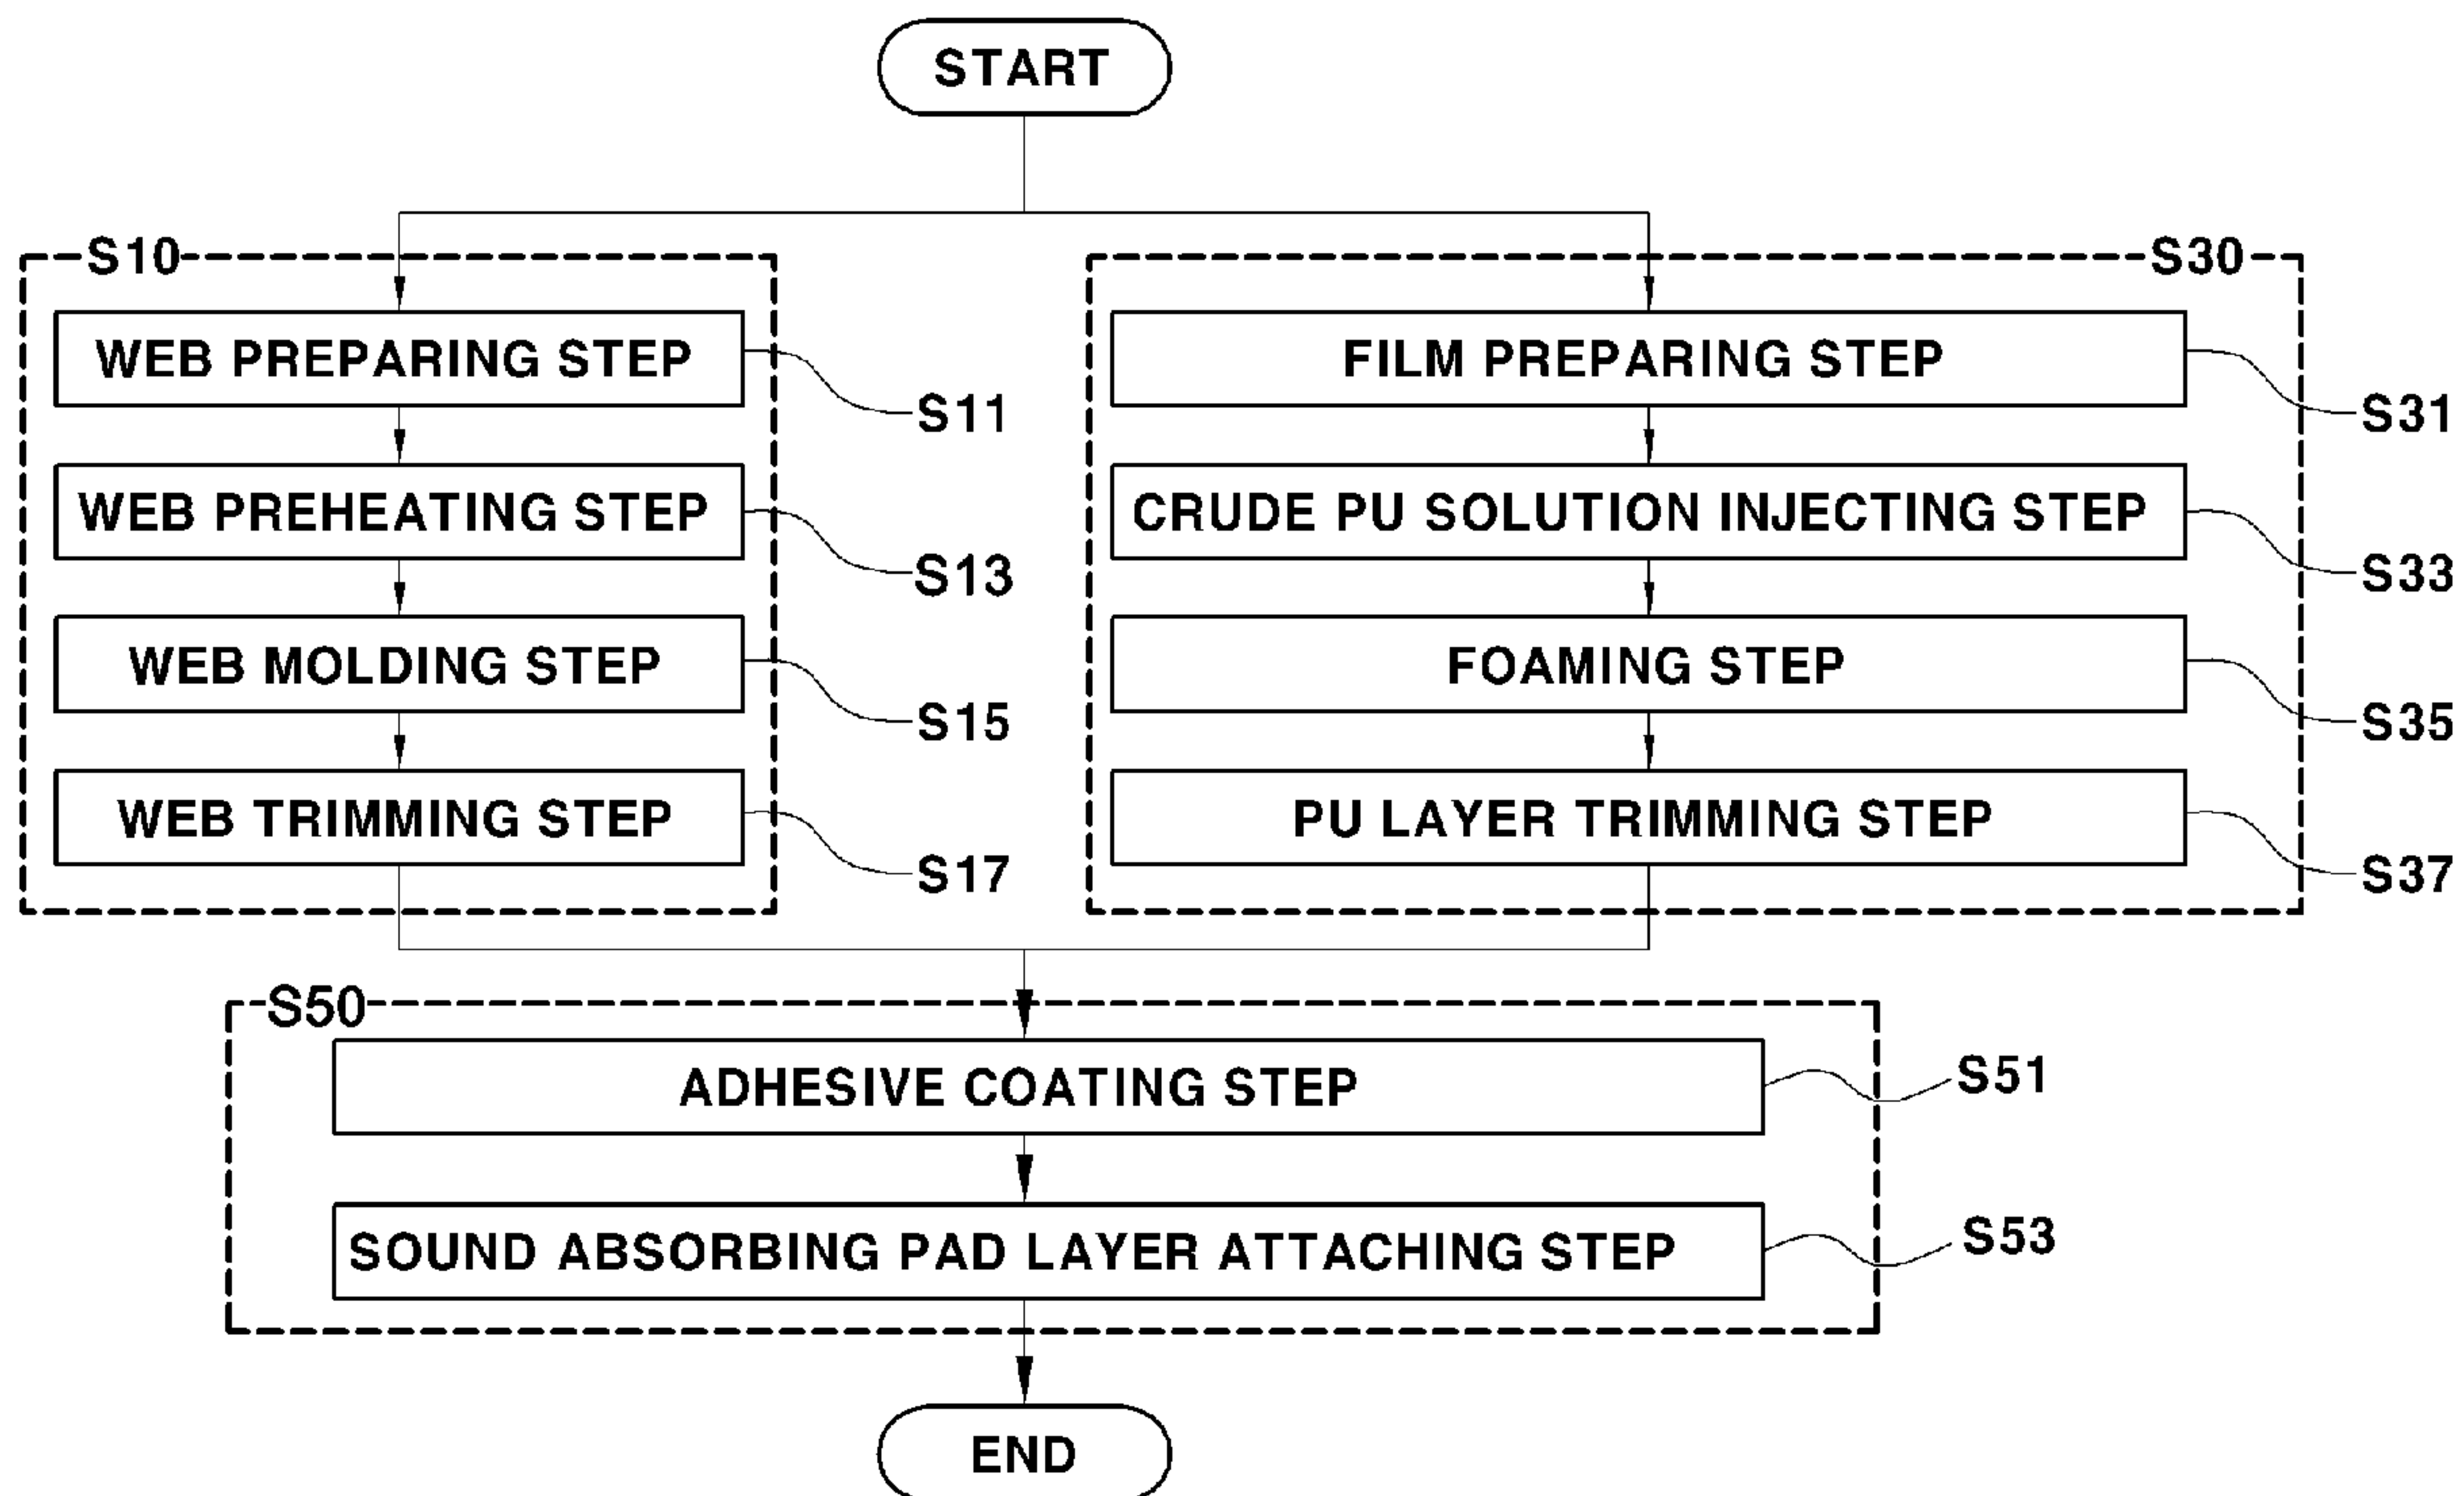 START
S10
WEB PREPARING STEP
S11
WEB PREHEATING STEP
S13
WEB MOLDING STEP
S15
WEB TRIMMING STEP
S17
S30
FILM PREPARING STEP
S31
CRUDE PU SOLUTION INJECTING STEP
S33
FOAMING STEP
S35
PU LAYER TRIMMING STEP
S37
S50
ADHESIVE COATING STEP
S51
SOUND ABSORBING PAD LAYER ATTACHING STEP
S53
END